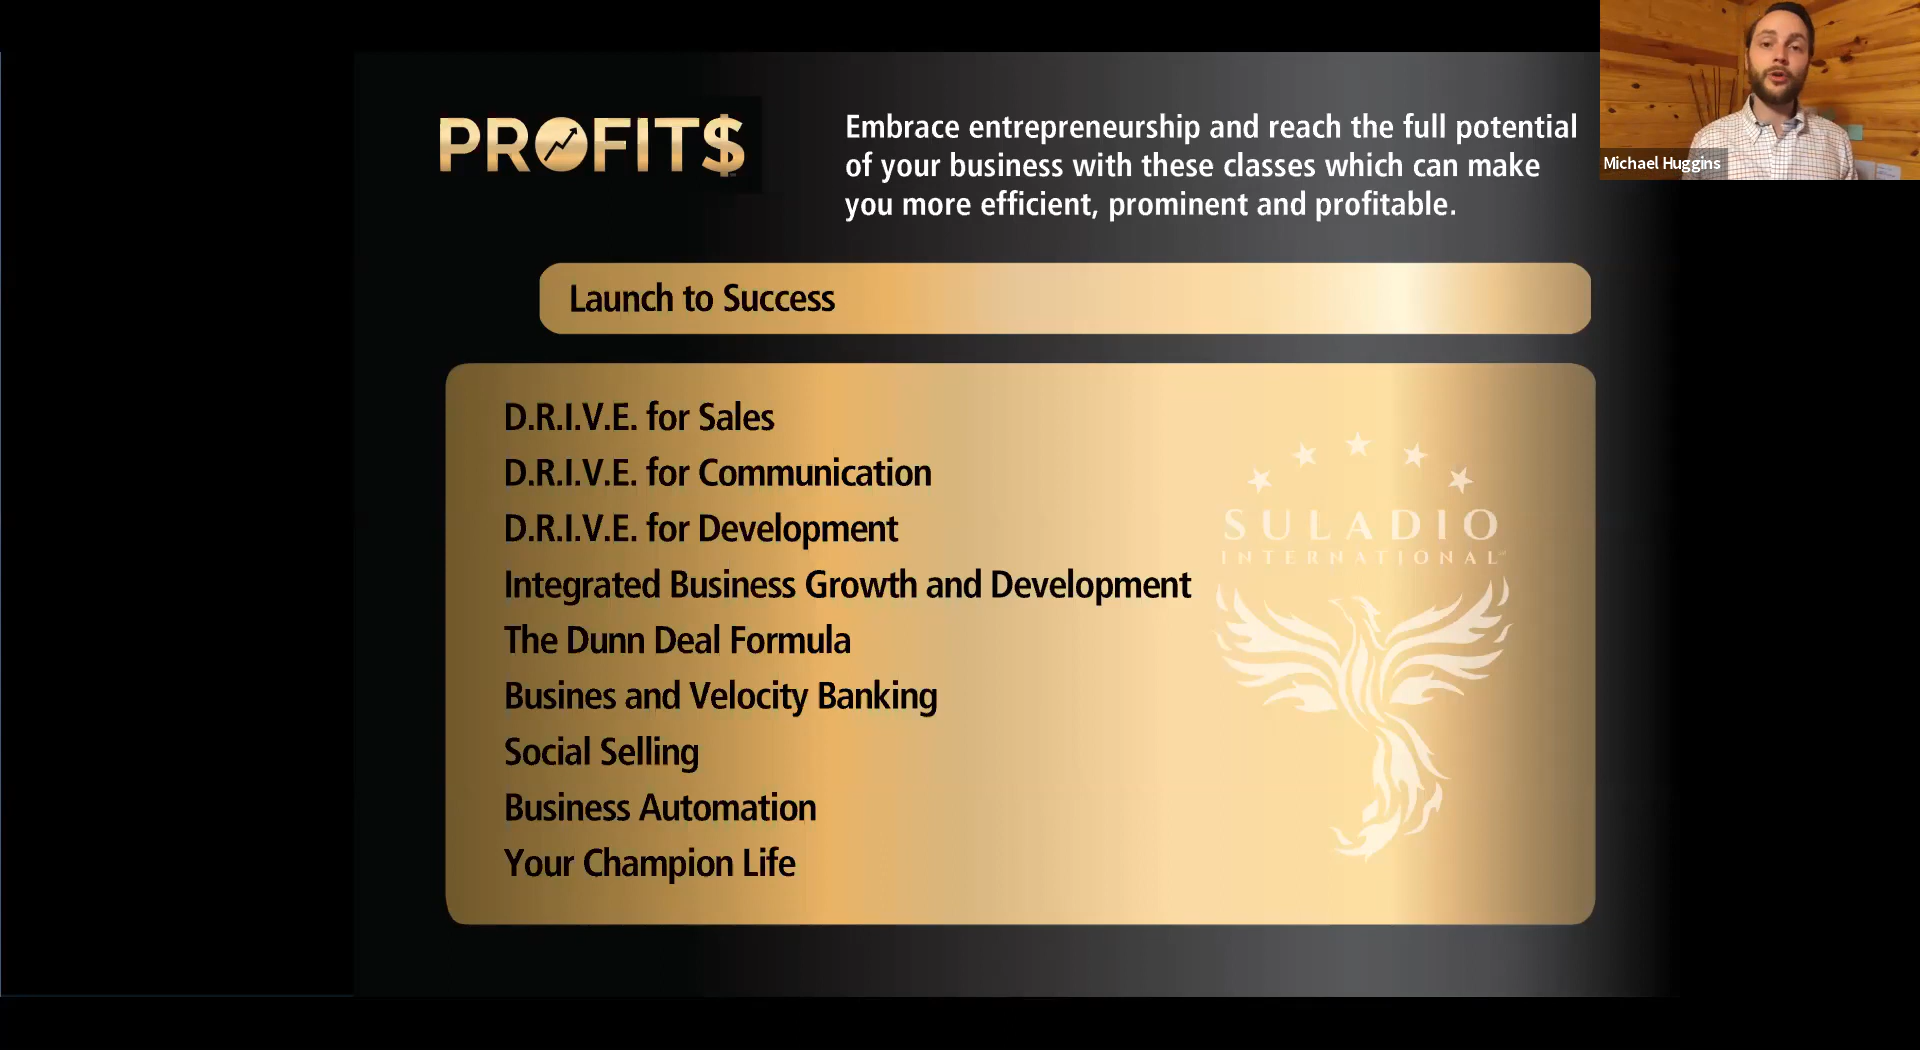 PROFIT$
Embrace entrepreneurship and reach the full potential
of your business with these classes which can make
you more efficient, prominent and profitable.
Michael Huggins
Launch to Success
D.R.I.V.E. for Sales
D.R.I.V.E. for Communication
D.R.I.V.E. for Development
Integrated Business Growth and Development
The Dunn Deal Formula
Busines and Velocity Banking
Social Selling
Business Automation
Your Champion Life
SULADIO
INTERNATIONAL